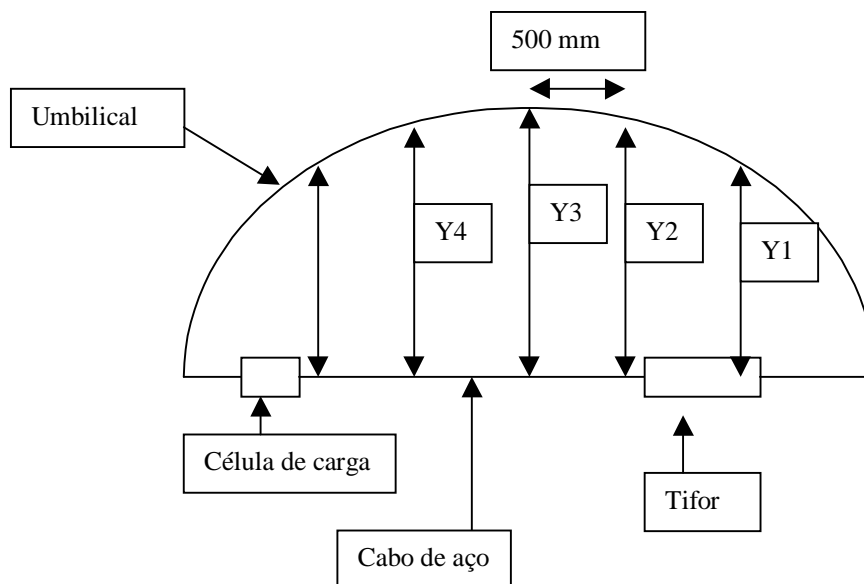 500 mm
Umbilical
Y4
Y3
Y2
Y1
Célula de carga
Tifor
Cabo de aço